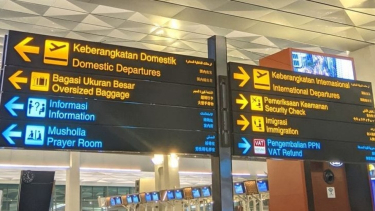 Keberangkatan Domestik
Domestic Departures
Bagasi Ukuran Besar
Oversized Baggage
Informasi
Information
Musholla
Prayer Room
Keberangkatan Internasional
International Departures
Pemeriksaan Keamanan
Security Check
Imigrasi
Immigration
VAT
Pengembalian PPN
VAT Refund